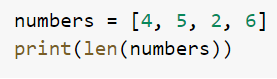 numbers = [4, 5, 2, 6]
print(len(numbers))